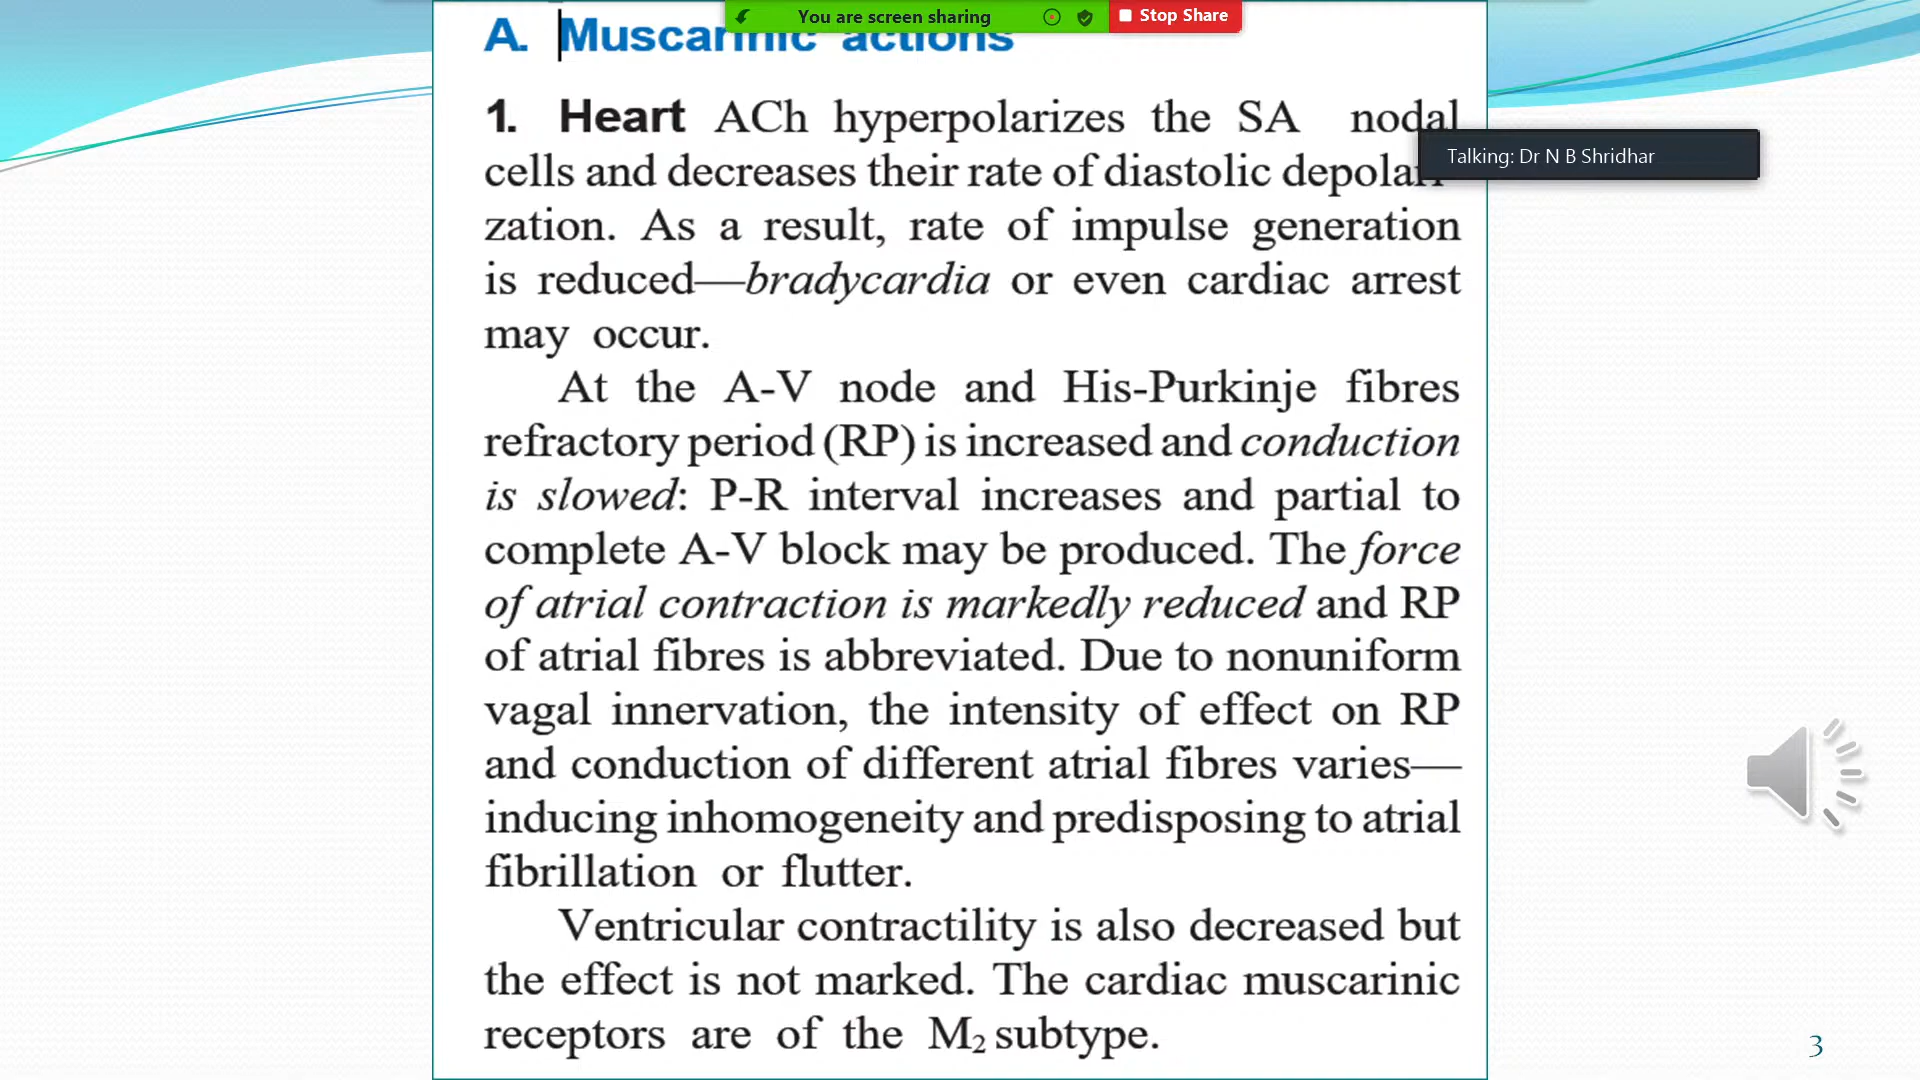 You are screen sharing
Stop Share
A. Muscarinic actions
1. Heart ACh hyperpolarizes the SA nodal
Talking: Dr N B Shridhar
cells and decreases their rate of diastolic depolari-
zation. As a result, rate of impulse generation
is reduced—bradycardia or even cardiac arrest
may occur.
At the A-V node and His-Purkinje fibres
refractory period (RP) is increased and conduction
is slowed: P-R interval increases and partial to
complete A-V block may be produced. The force
of atrial contraction is markedly reduced and RP
of atrial fibres is abbreviated. Due to nonuniform
vagal innervation, the intensity of effect on RP
and conduction of different atrial fibres varies—
inducing inhomogeneity and predisposing to atrial
fibrillation or flutter.
Ventricular contractility is also decreased but
the effect is not marked. The cardiac muscarinic
receptors are of the M₂ subtype.
3